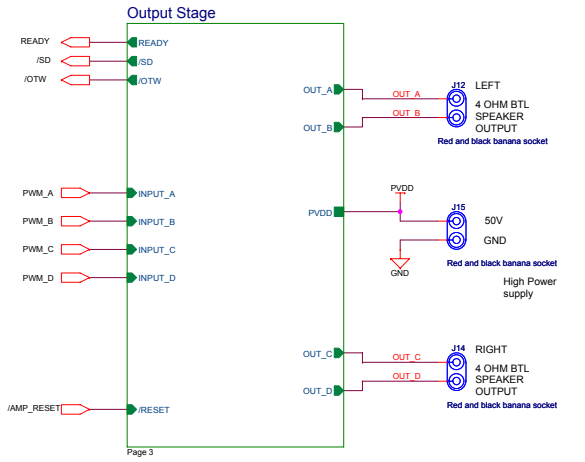 Output Stage
READY
READY
/SD
/SD
/OTW
/OTW
OUT_A
OUT_A
J12
LEFT
4 OHM BTL
SPEAKER
OUTPUT
OUT_B
OUT_B
Red and black banana socket
PWM_A
INPUT_A
PWM_B
INPUT_B
PWM_C
INPUT_C
PWM_D
INPUT_D
PVDD
PVDD
J15
50V
GND
GND
Red and black banana socket
High Power
supply
OUT_C
OUT_C
J14
RIGHT
4 OHM BTL
SPEAKER
OUTPUT
OUT_D
OUT_D
Red and black banana socket
/AMP_RESET
/RESET
Page 3